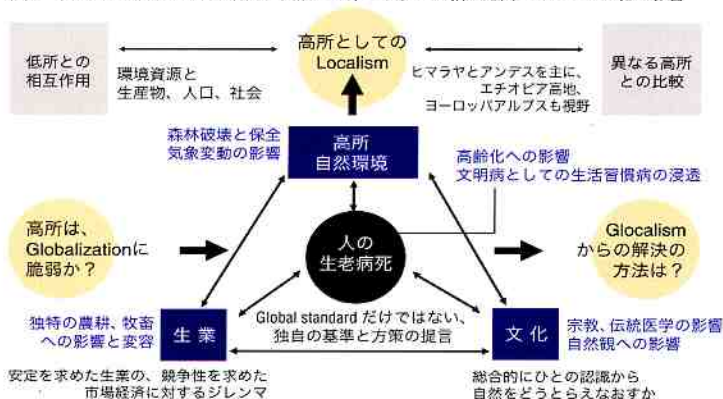 低所との
相互作用
環境資源と
生産物、人口、社会
高所としての
Localism
ヒマラヤとアンデスを主に、
エチオピア高地、
ヨーロッパアルプスも視野
異なる高所
との比較
森林破壊と保全
気象変動の影響
高所
自然環境
高齢化への影響
文明病としての生活習慣病の浸透
高所は、
Globalizationに
脆弱か？
人の
生老病死
Glocalism
からの解決の
方法は？
独特の農耕、牧畜
への影響と変容
生業
Global standard だけではない、
独自の基準と方策の提言
文化
宗教、伝統医学の影響
自然観への影響
安定を求めた生業の、競争性を求めた
市場経済に対するジレンマ
総合的にひとの認識から
自然をどうとらえなおすか